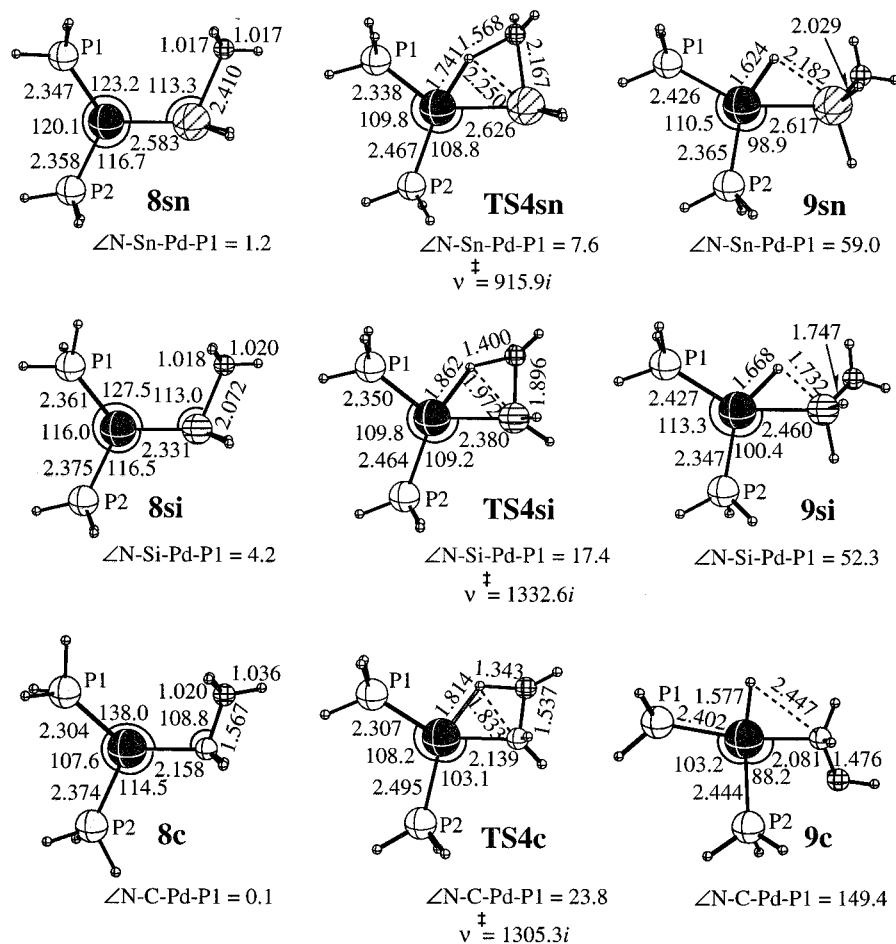 P1
1.017
1.017
2.347
123.2
113.3
2.410
120.1
2.583
2.358
116.7
P2
8sn
∠N-Sn-Pd-P1 = 1.2
P1
1.741
1.568
2.167
2.338
2.250
109.8
2.626
2.467
108.8
P2
TS4sn
∠N-Sn-Pd-P1 = 7.6
ν‡ = 915.9i
P1
2.029
1.624
2.182
2.426
110.5
2.617
2.365
98.9
P2
9sn
∠N-Sn-Pd-P1 = 59.0
P1
1.018
1.020
2.361
127.5
113.0
2.072
116.0
2.331
2.375
116.5
P2
8si
∠N-Si-Pd-P1 = 4.2
P1
1.862
1.400
1.896
2.350
1.972
109.8
2.380
2.464
109.2
P2
TS4si
∠N-Si-Pd-P1 = 17.4
ν‡ = 1332.6i
P1
1.747
1.668
1.732
2.427
113.3
2.460
2.347
100.4
P2
9si
∠N-Si-Pd-P1 = 52.3
P1
1.020
1.036
2.304
138.0
108.8
1.567
107.6
2.158
2.374
114.5
P2
8c
∠N-C-Pd-P1 = 0.1
P1
1.814
1.343
1.537
2.307
1.833
108.2
2.139
2.495
103.1
P2
TS4c
∠N-C-Pd-P1 = 23.8
ν‡ = 1305.3i
P1
1.577
2.447
2.402
2.081
1.476
103.2
88.2
2.444
P2
9c
∠N-C-Pd-P1 = 149.4